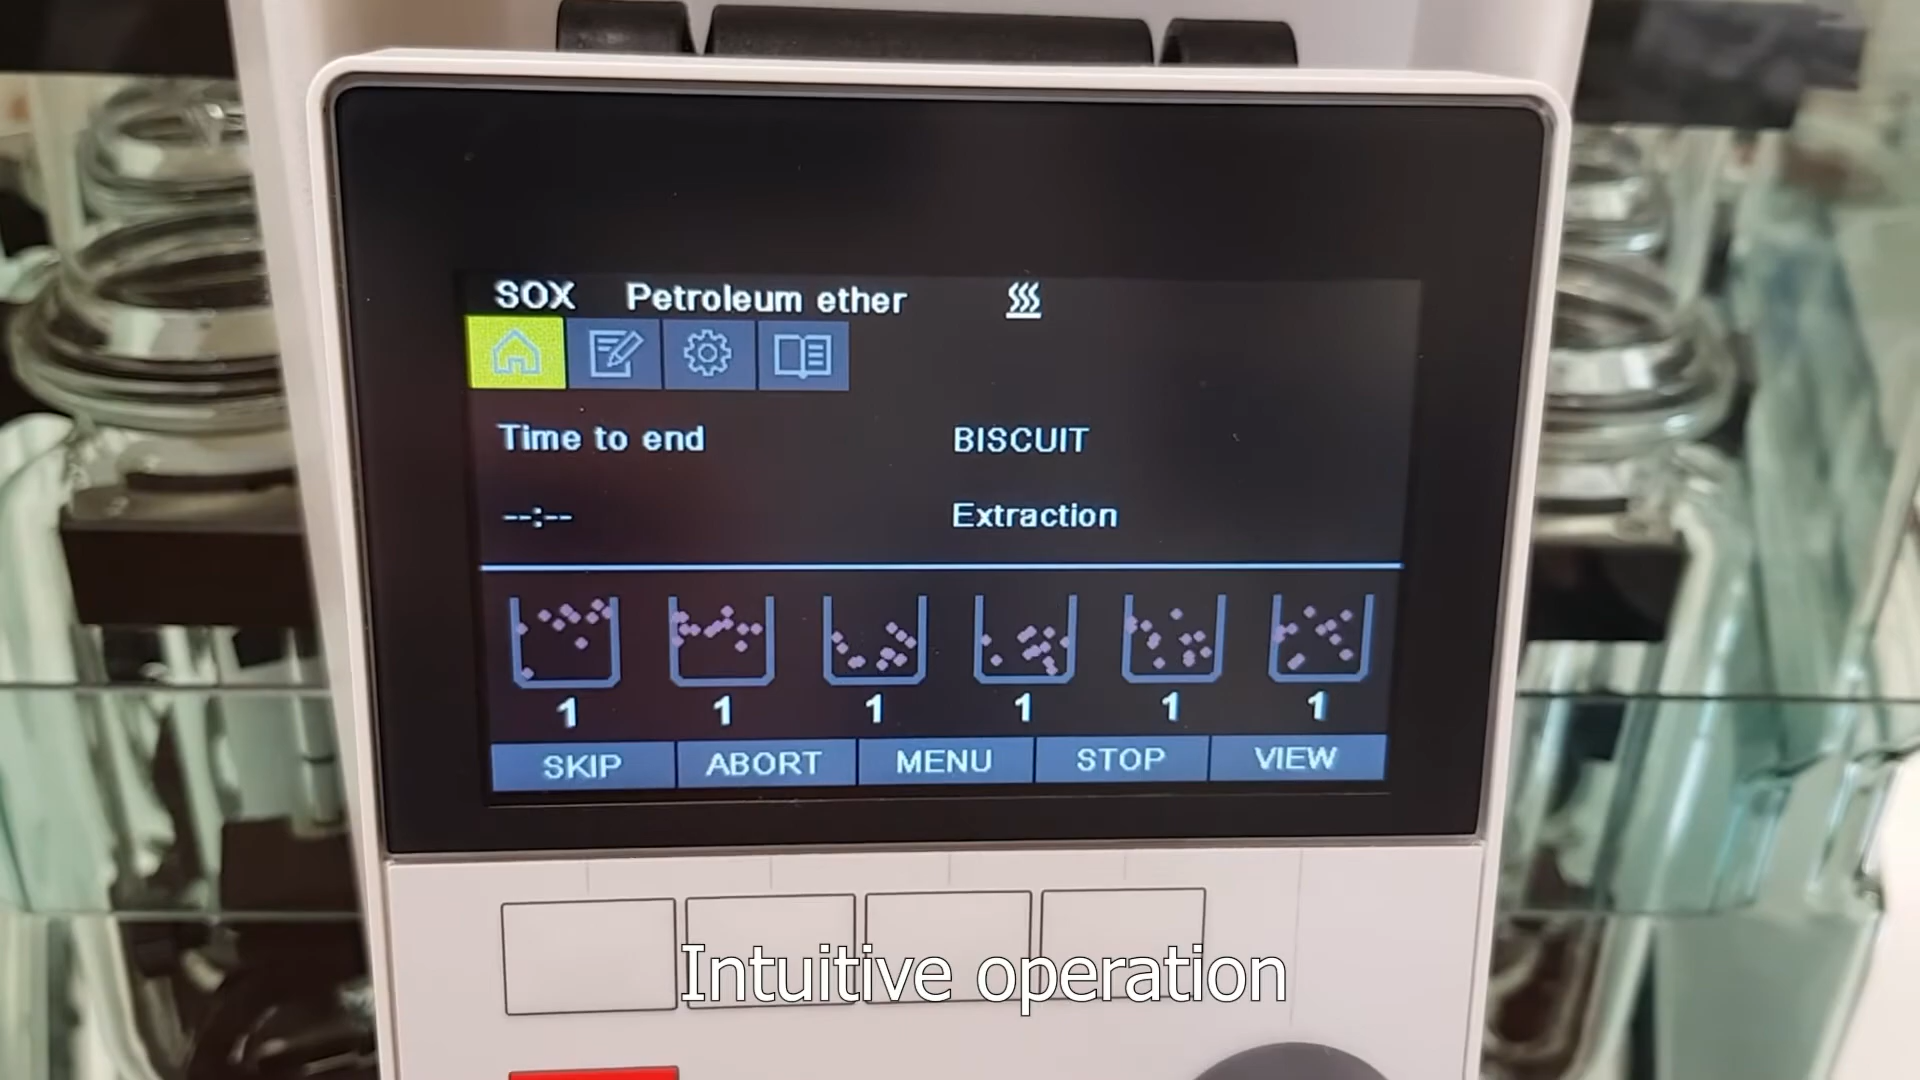 SOX Petroleum ether
Time to end
BISCUIT
--:--
Extraction
1 1 1 1 1 1
SKIP ABORT MENU STOP VIEW
Intuitive operation